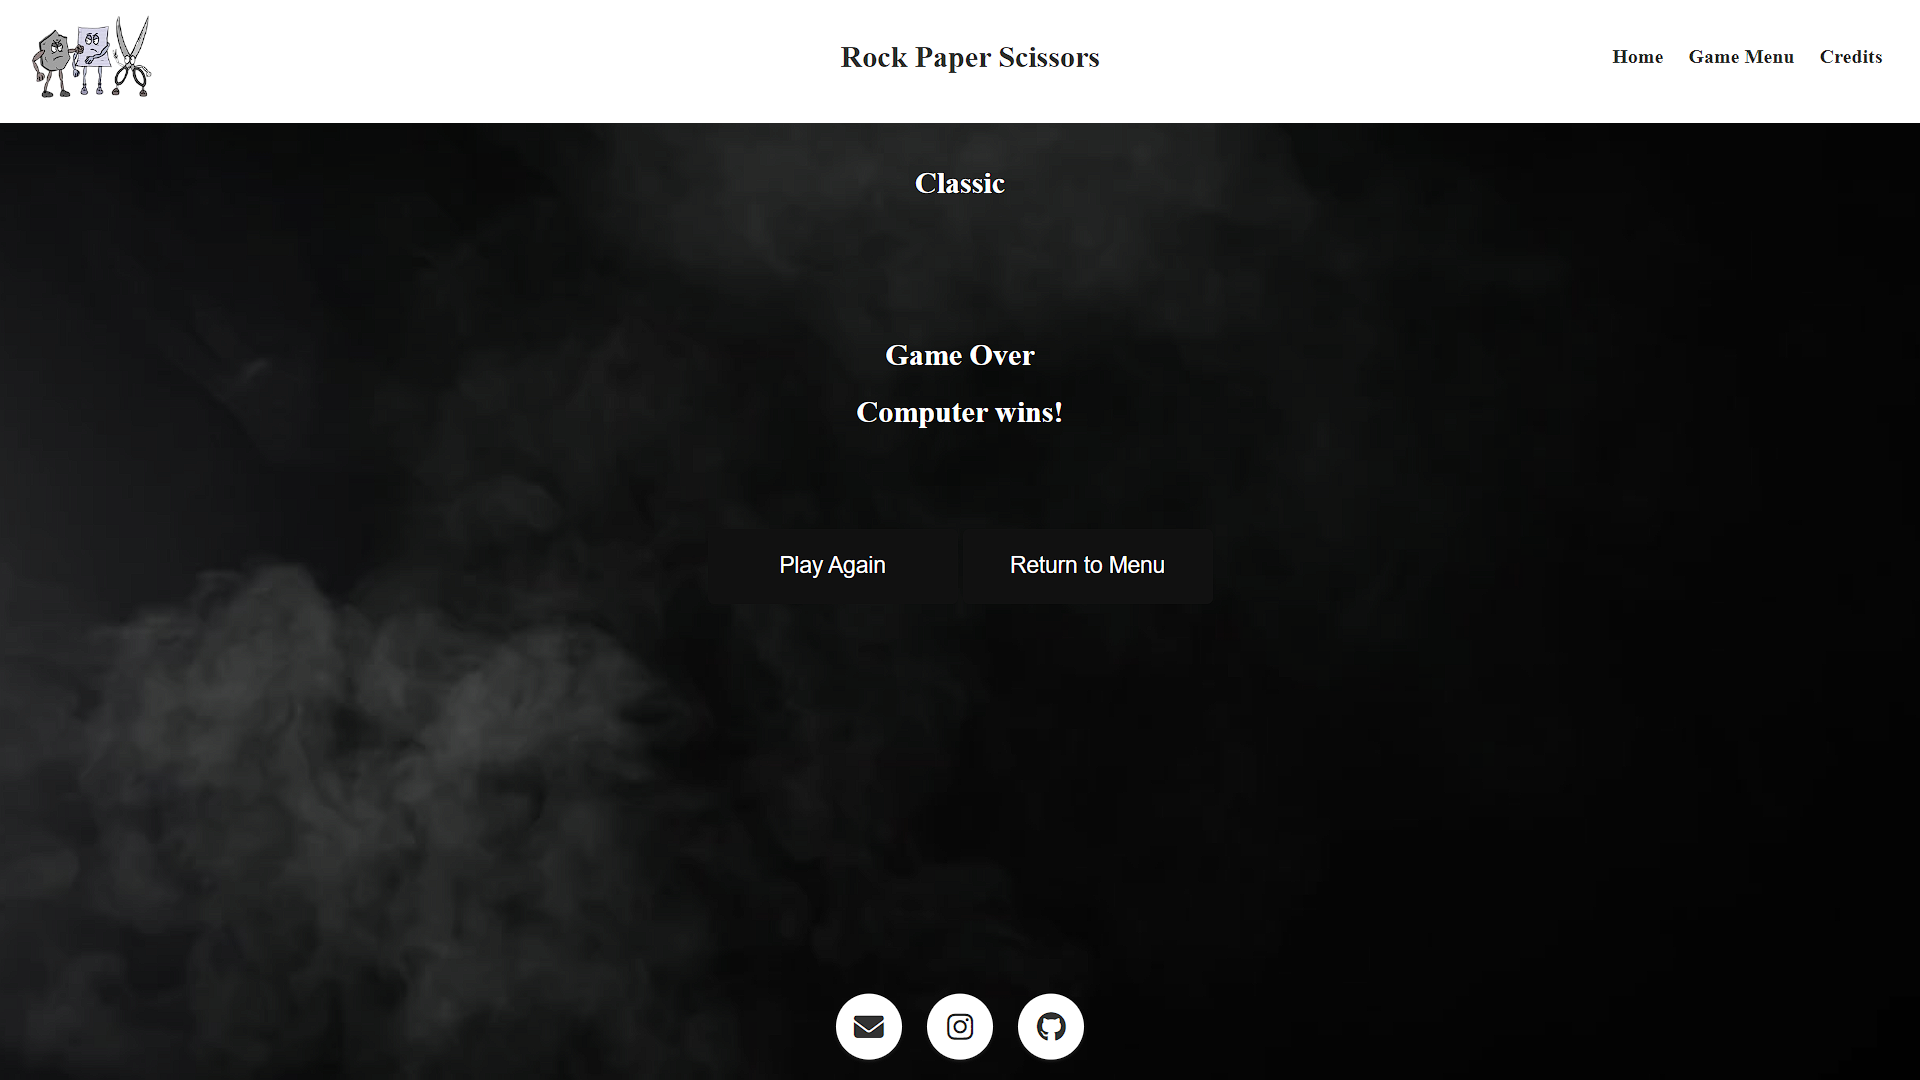 Rock Paper Scissors
Home Game Menu Credits
Classic
Game Over
Computer wins!
Play Again Return to Menu